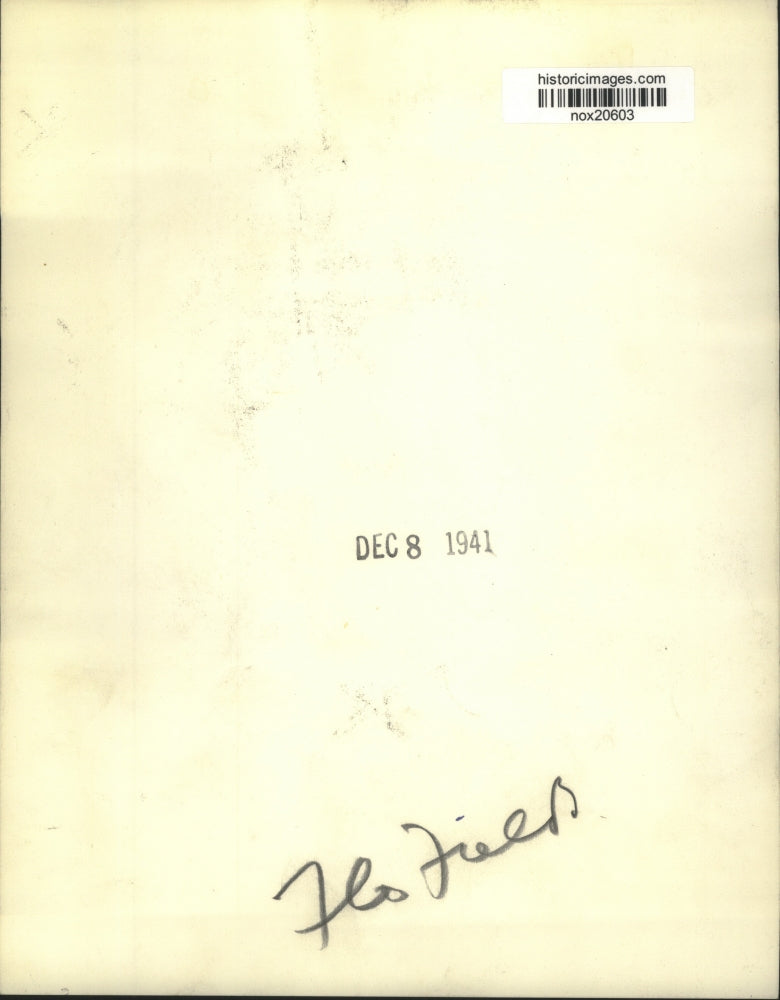 historicimages.com
nox20603
DEC 8 1941
Flo Field